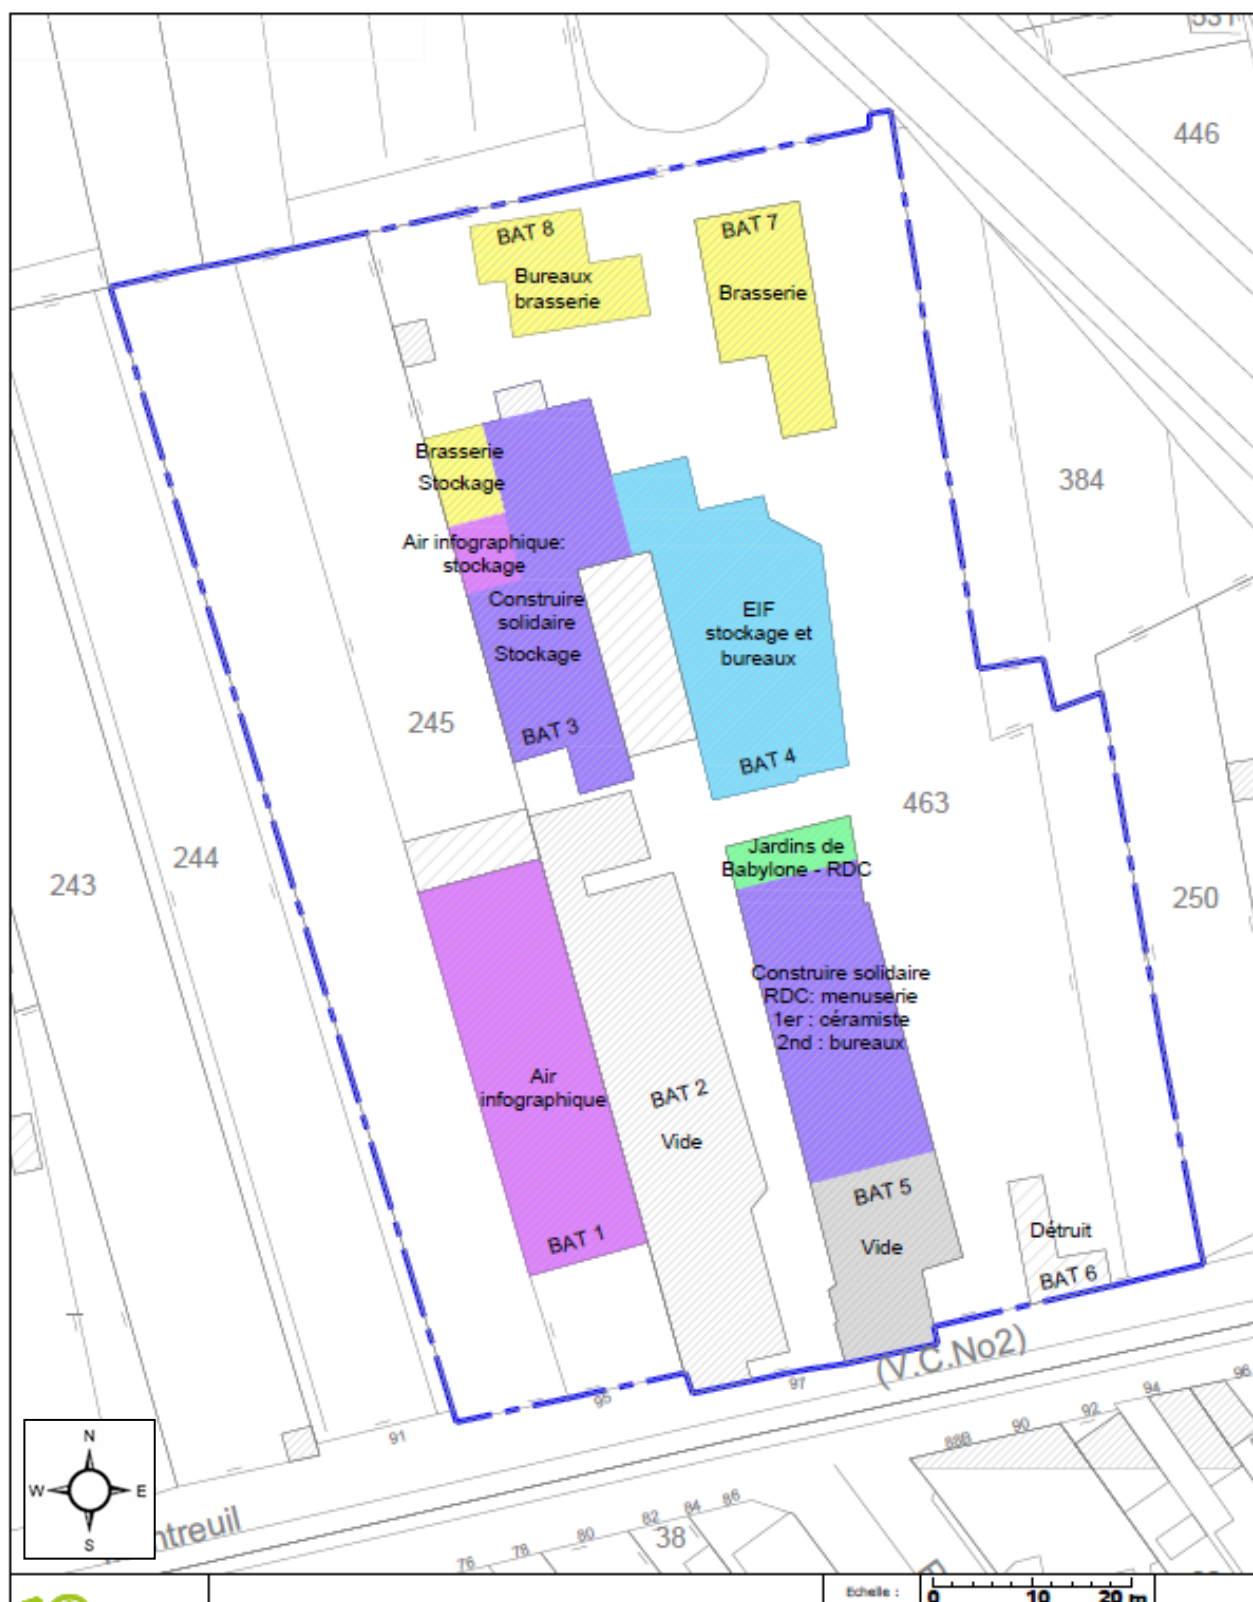 531
446
BAT 8
BAT 7
Bureaux
brasserie
Brasserie
Brasserie
Stockage
384
Air infographique:
stockage
Construire
solidaire
Stockage
EIF
stockage et
bureaux
245
BAT 3
BAT 4
463
Jardins de
Babylone - RDC
244
243
250
Construire solidaire
RDC: menuserie
1er : céramiste
2nd : bureaux
Air
infographique
BAT 2
Vide
BAT 5
Vide
BAT 1
Détruit
BAT 6
(V.C.No2)
97
95
91
96
94
92
90
88B
86
84
82
80
78
76
38
N
W E
S
ntreuil
Echelle : 0 10 20 m